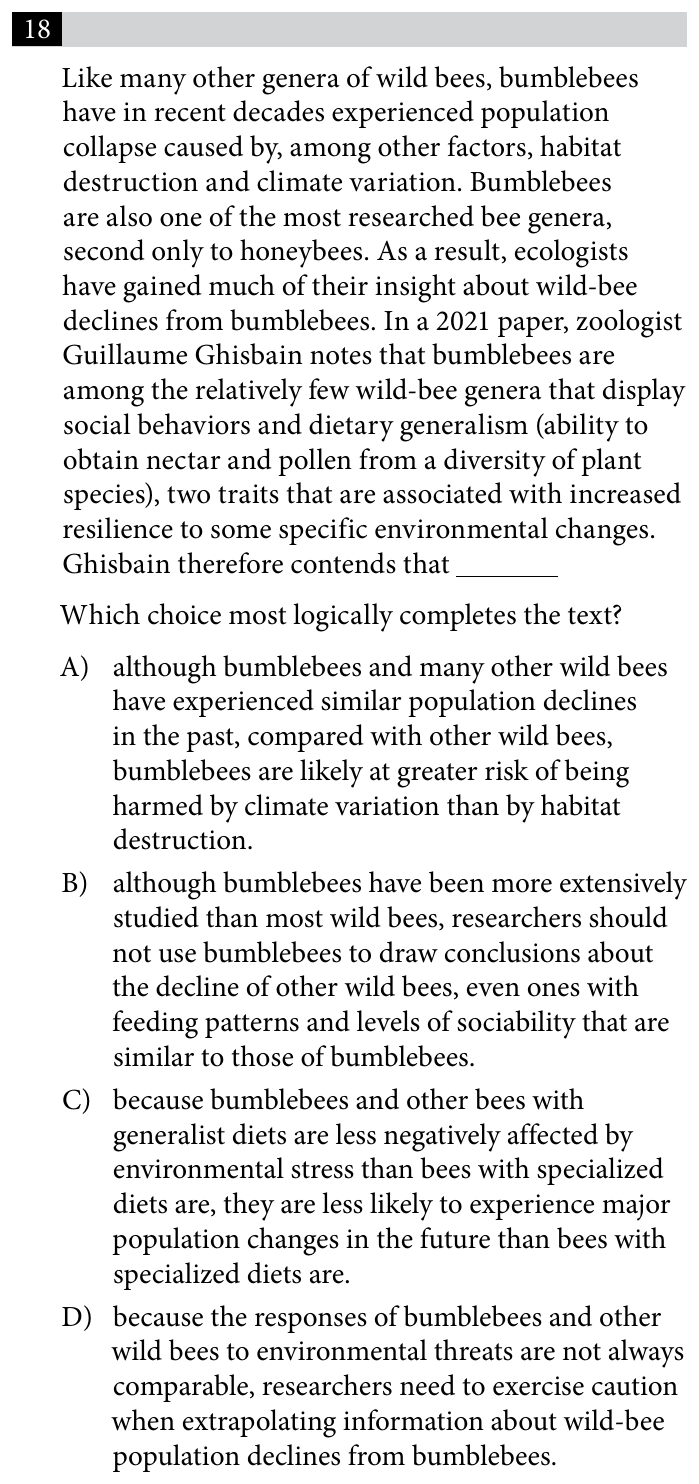 18
Like many other genera of wild bees, bumblebees
have in recent decades experienced population
collapse caused by, among other factors, habitat
destruction and climate variation. Bumblebees
are also one of the most researched bee genera,
second only to honeybees. As a result, ecologists
have gained much of their insight about wild-bee
declines from bumblebees. In a 2021 paper, zoologist
Guillaume Ghisbain notes that bumblebees are
among the relatively few wild-bee genera that display
social behaviors and dietary generalism (ability to
obtain nectar and pollen from a diversity of plant
species), two traits that are associated with increased
resilience to some specific environmental changes.
Ghisbain therefore contends that _______
Which choice most logically completes the text?
A) although bumblebees and many other wild bees
have experienced similar population declines
in the past, compared with other wild bees,
bumblebees are likely at greater risk of being
harmed by climate variation than by habitat
destruction.
B) although bumblebees have been more extensively
studied than most wild bees, researchers should
not use bumblebees to draw conclusions about
the decline of other wild bees, even ones with
feeding patterns and levels of sociability that are
similar to those of bumblebees.
C) because bumblebees and other bees with
generalist diets are less negatively affected by
environmental stress than bees with specialized
diets are, they are less likely to experience major
population changes in the future than bees with
specialized diets are.
D) because the responses of bumblebees and other
wild bees to environmental threats are not always
comparable, researchers need to exercise caution
when extrapolating information about wild-bee
population declines from bumblebees.